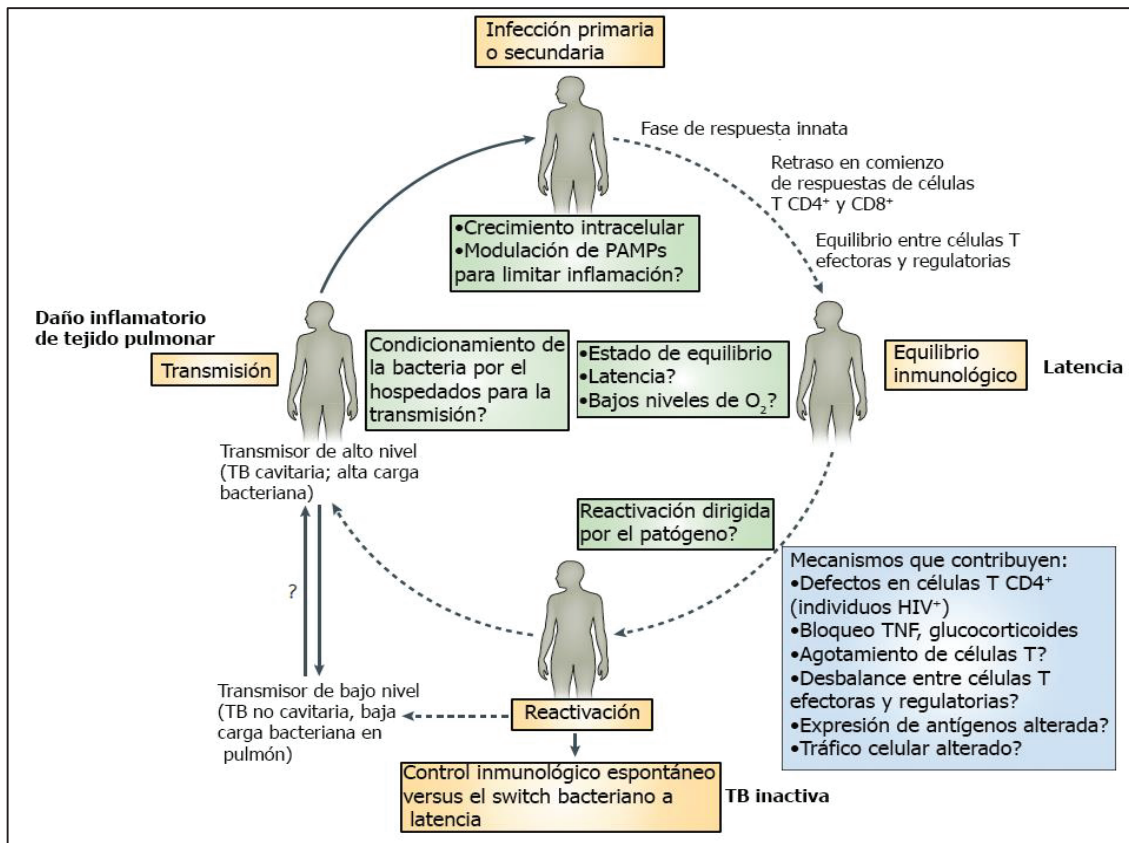 Infección primaria
o secundaria
Fase de respuesta innata
Retraso en comienzo
de respuestas de células
T CD4⁺ y CD8⁺
Equilibrio entre células T
efectoras y regulatorias
•Crecimiento intracelular
•Modulación de PAMPs
para limitar inflamación?
Daño inflamatorio
de tejido pulmonar
Transmisión
Condicionamiento de
la bacteria por el
hospedados para la
transmisión?
•Estado de equilibrio
•Latencia?
•Bajos niveles de O₂?
Equilibrio
inmunológico
Latencia
Transmisor de alto nivel
(TB cavitaria; alta carga
bacteriana)
Reactivación dirigida
por el patógeno?
Mecanismos que contribuyen:
•Defectos en células T CD4⁺
(individuos HIV⁺)
•Bloqueo TNF, glucocorticoides
•Agotamiento de células T?
•Desbalance entre células T
efectoras y regulatorias?
•Expresión de antígenos alterada?
•Tráfico celular alterado?
?
Transmisor de bajo nivel
(TB no cavitaria, baja
carga bacteriana en
pulmón)
Reactivación
Control inmunológico espontáneo
versus el switch bacteriano a
latencia
TB inactiva